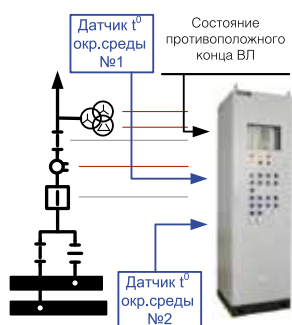 Датчик t⁰
окр.среды
№1
Состояние
противоположного
конца ВЛ
Датчик t⁰
окр.среды
№2